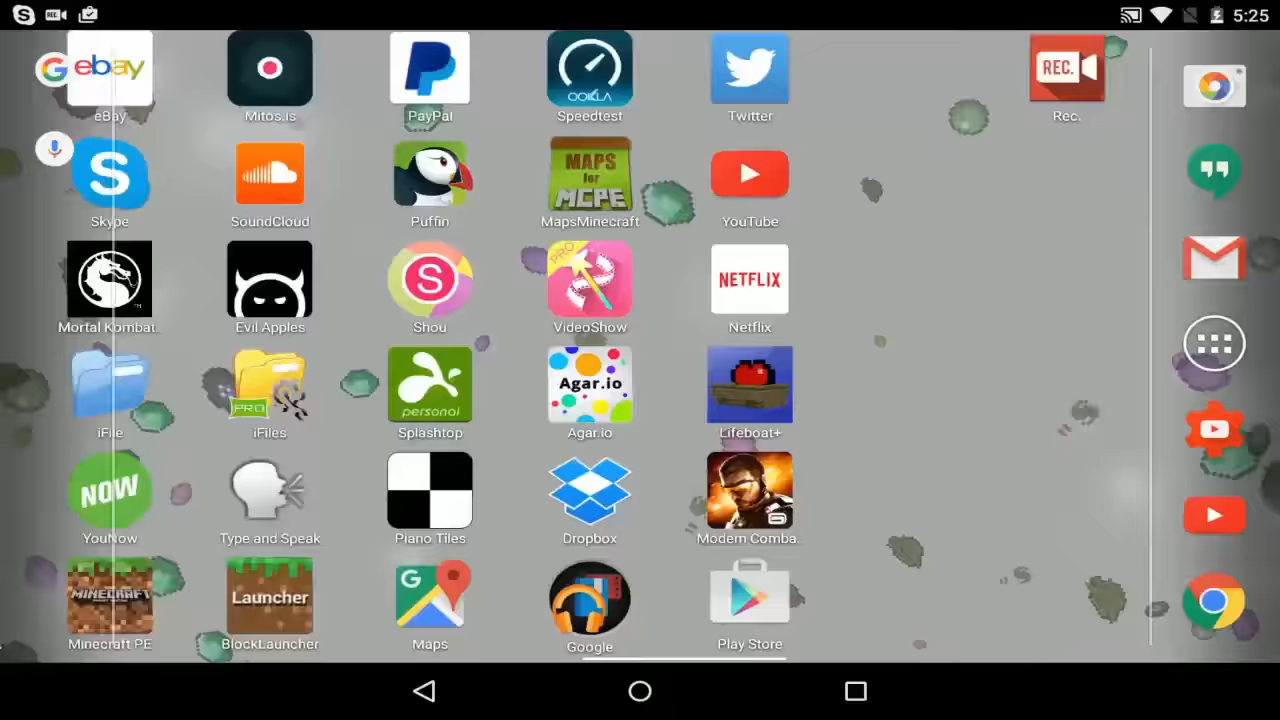 REC.
5:25
G
ebay
OOKLA
REC.
eBay
Mitos.is
PayPal
Speedtest
Twitter
Rec.
S
MAPS
for
MCPE
Skype
SoundCloud
Puffin
MapsMinecraft
YouTube
S
PRO
NETFLIX
Mortal Kombat.
Evil Apples
Shou
VideoShow
Netflix
PRO
personal
Agar.io
iFile
iFiles
Splashtop
Agar.io
Lifeboat+
NOW
YouNow
Type and Speak
Piano Tiles
Dropbox
Modern Comba.
MINECRAFT
Launcher
G
Minecraft PE
BlockLauncher
Maps
Google
Play Store